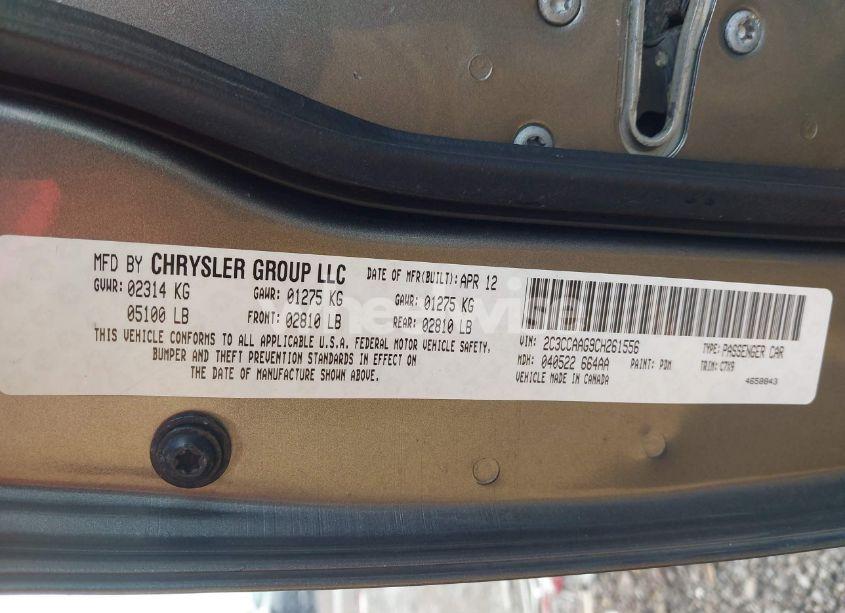 MFD BY CHRYSLER GROUP LLC DATE OF MFR(BUILT): APR 12
GVWR: 02314 KG GAWR: 01275 KG GAWR: 01275 KG
05100 LB FRONT: 02810 LB REAR: 02810 LB
THIS VEHICLE CONFORMS TO ALL APPLICABLE U.S.A. FEDERAL MOTOR VEHICLE SAFETY,
BUMPER AND THEFT PREVENTION STANDARDS IN EFFECT ON
THE DATE OF MANUFACTURE SHOWN ABOVE.
VIN: 2C3CCAAG9CH261556 TYPE: PASSENGER CAR
MDH: 040522 664AA PAINT: PDM TRIM: C7X9
VEHICLE MADE IN CANADA 4658843